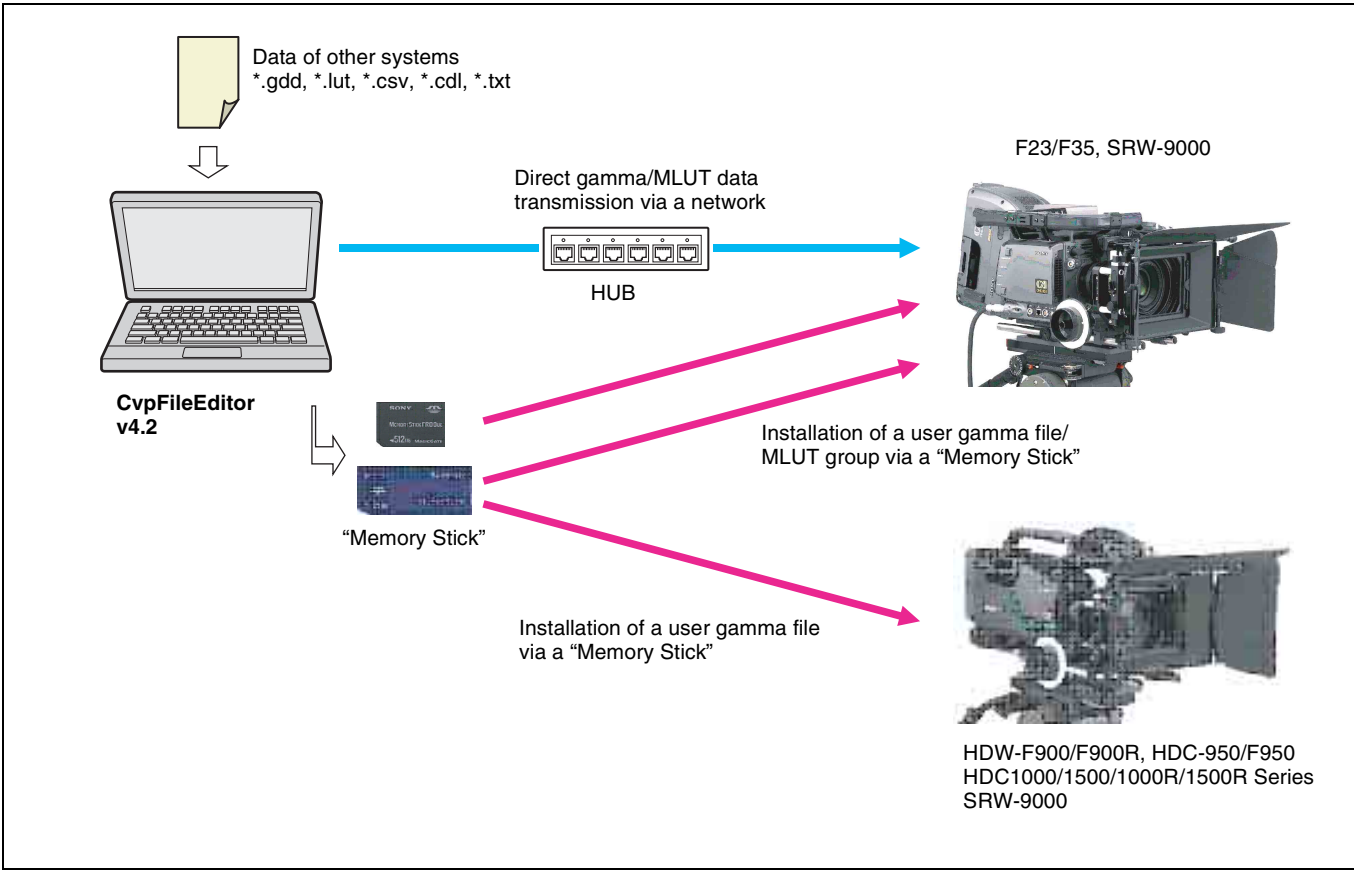 Data of other systems
*.gdd, *.lut, *.csv, *.cdl, *.txt
F23/F35, SRW-9000
Direct gamma/MLUT data
transmission via a network
HUB
CvpFileEditor
v4.2
SONY
“Memory Stick”
Installation of a user gamma file/
MLUT group via a “Memory Stick”
Installation of a user gamma file
via a “Memory Stick”
HDW-F900/F900R, HDC-950/F950
HDC1000/1500/1000R/1500R Series
SRW-9000